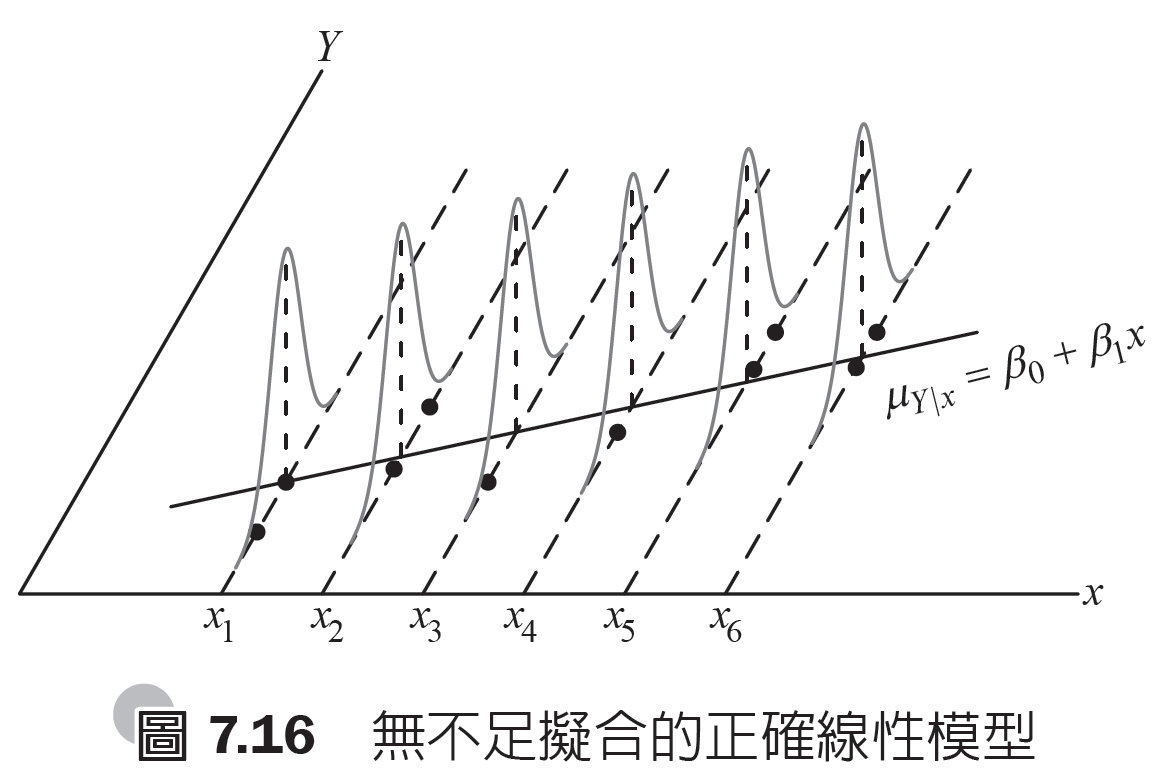 Y
μ_{Y|x} = β₀ + β₁x
x
x₁ x₂ x₃ x₄ x₅ x₆
圖 7.16 無不足擬合的正確線性模型